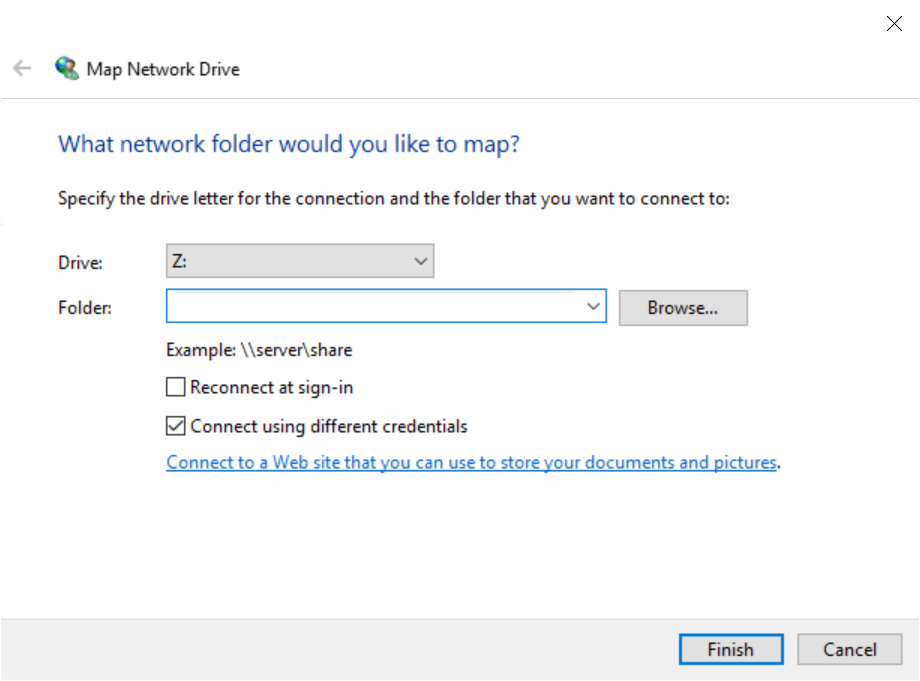 Map Network Drive
What network folder would you like to map?
Specify the drive letter for the connection and the folder that you want to connect to:
Drive: Z:
Folder: Browse...
Example: \\server\share
Reconnect at sign-in
Connect using different credentials
Connect to a Web site that you can use to store your documents and pictures.
Finish Cancel